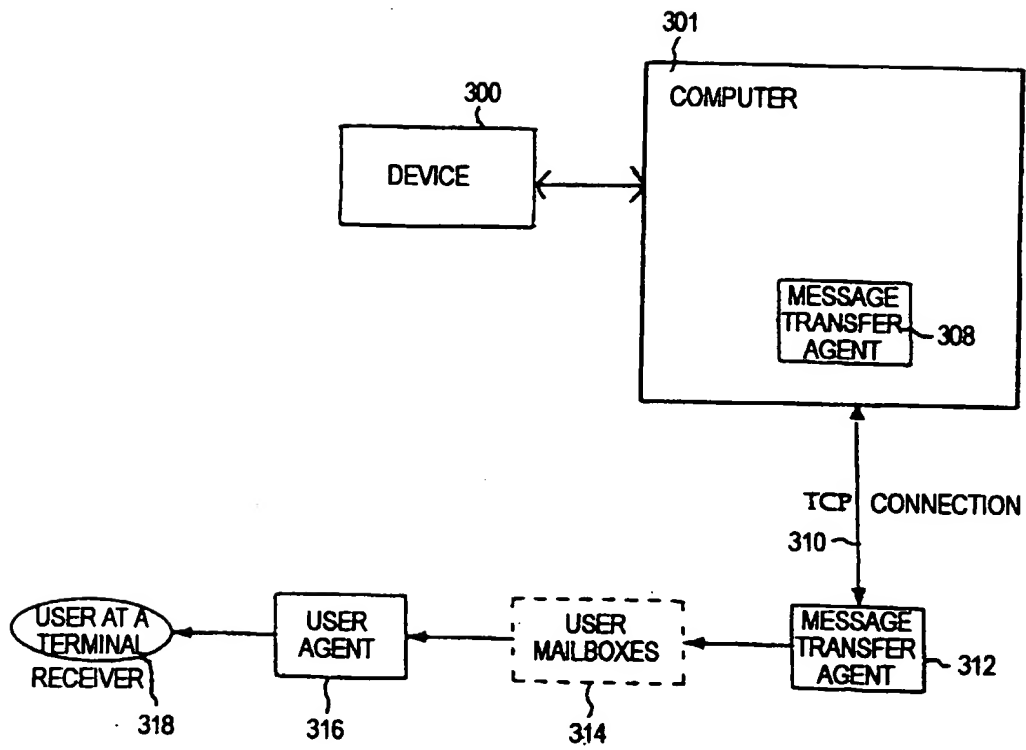 301
COMPUTER
300
DEVICE
MESSAGE
TRANSFER
AGENT
308
TCP CONNECTION
310
USER AT A
TERMINAL
RECEIVER
318
USER
AGENT
316
USER
MAILBOXES
314
MESSAGE
TRANSFER
AGENT
312